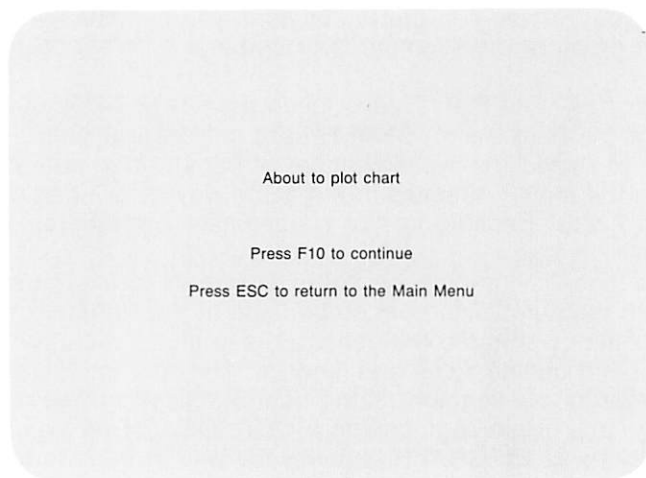 About to plot chart
Press F10 to continue
Press ESC to return to the Main Menu